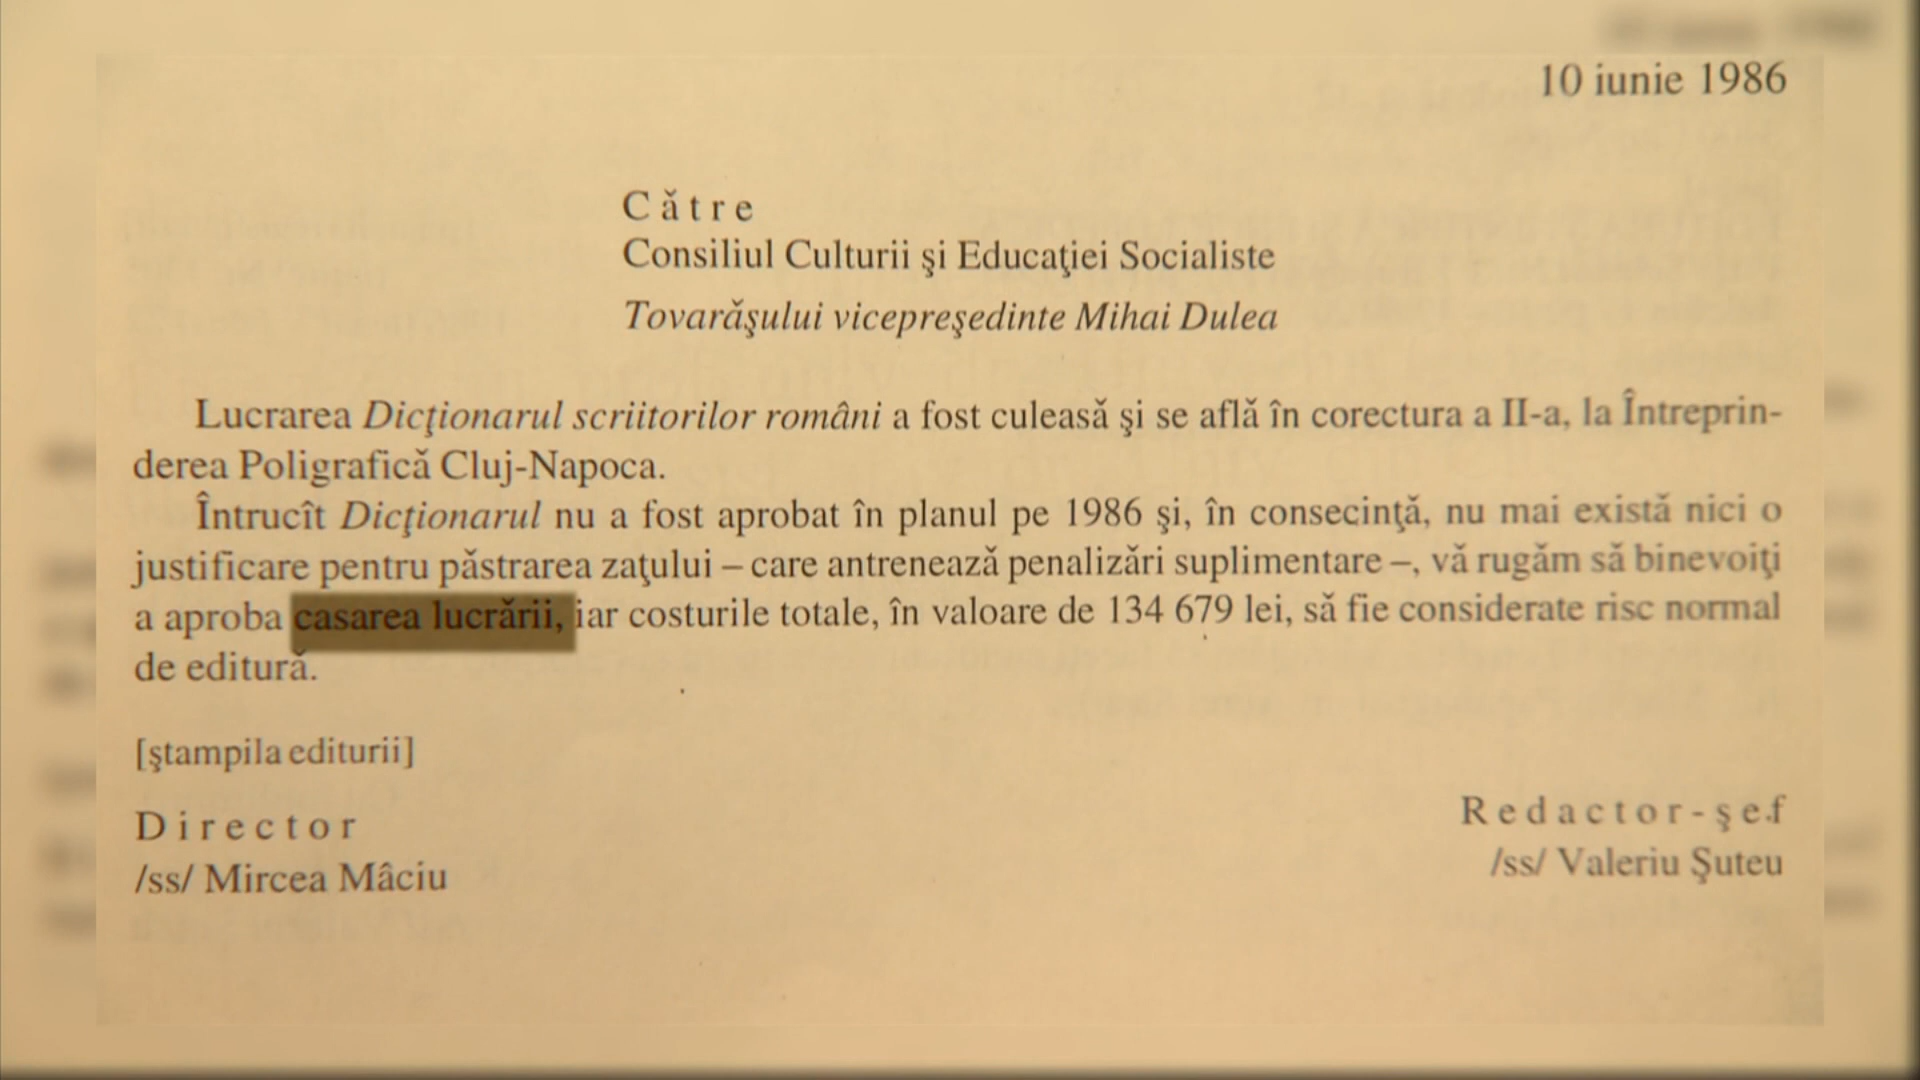 10 iunie 1986
Către
Consiliul Culturii şi Educaţiei Socialiste
Tovarăşului vicepreşedinte Mihai Dulea
Lucrarea Dicţionarul scriitorilor români a fost culeasă şi se află în corectura a II-a, la Întreprin-
derea Poligrafică Cluj-Napoca.
Întrucît Dicţionarul nu a fost aprobat în planul pe 1986 şi, în consecinţă, nu mai există nici o
justificare pentru păstrarea zaţului – care antrenează penalizări suplimentare –, vă rugăm să binevoiţi
a aproba casarea lucrării, iar costurile totale, în valoare de 134 679 lei, să fie considerate risc normal
de editură.
[ştampila editurii]
Director
/ss/ Mircea Mâciu
Redactor-şef
/ss/ Valeriu Şuteu